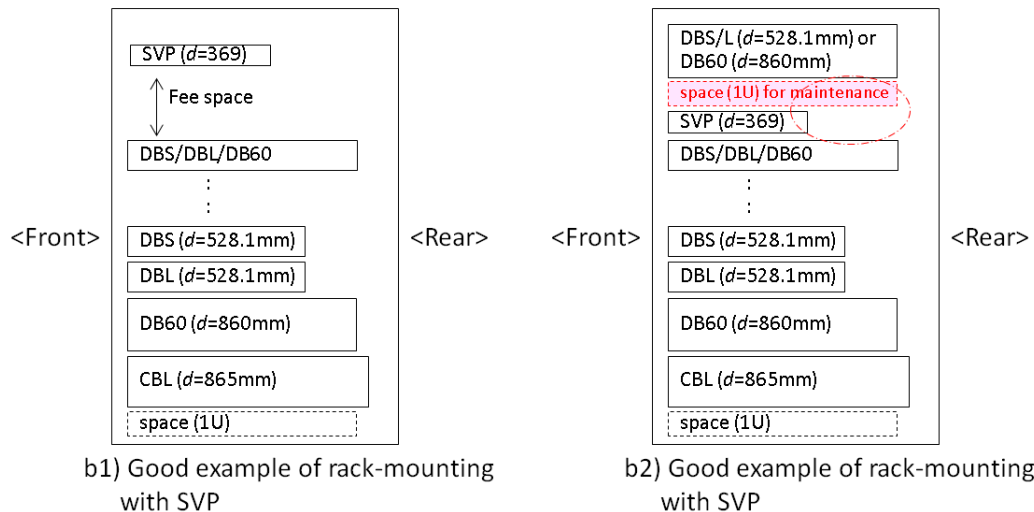 SVP (d=369)
Fee space
DBS/DBL/DB60
<Front>
DBS (d=528.1mm)
<Rear>
DBL (d=528.1mm)
DB60 (d=860mm)
CBL (d=865mm)
space (1U)
b1) Good example of rack-mounting
with SVP
DBS/L (d=528.1mm) or
DB60 (d=860mm)
space (1U) for maintenance
SVP (d=369)
DBS/DBL/DB60
<Front>
DBS (d=528.1mm)
<Rear>
DBL (d=528.1mm)
DB60 (d=860mm)
CBL (d=865mm)
space (1U)
b2) Good example of rack-mounting
with SVP